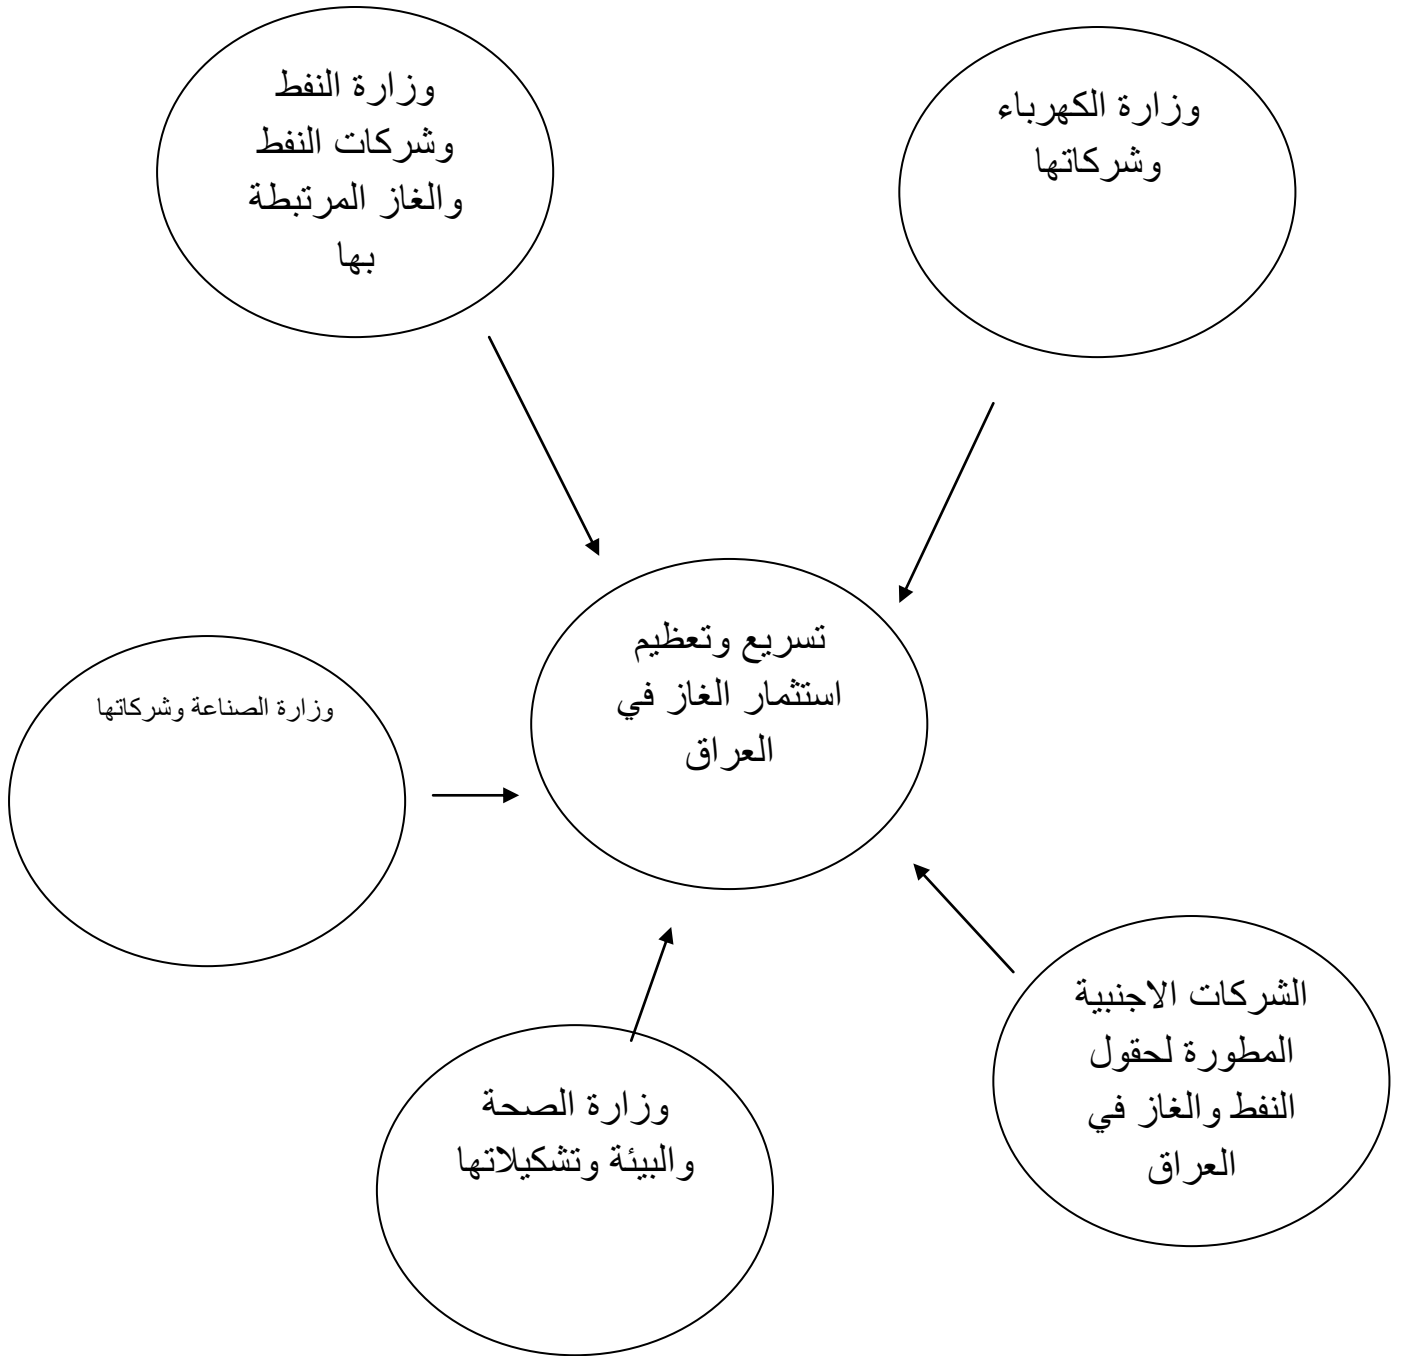 وزارة الكهرباء
وشركاتها
وزارة النفط
وشركات النفط
والغاز المرتبطة
بها
تسريع وتعظيم
استثمار الغاز في
العراق
وزارة الصناعة وشركاتها
الشركات الاجنبية
المطورة لحقول
النفط والغاز في
العراق
وزارة الصحة
والبيئة وتشكيلاتها